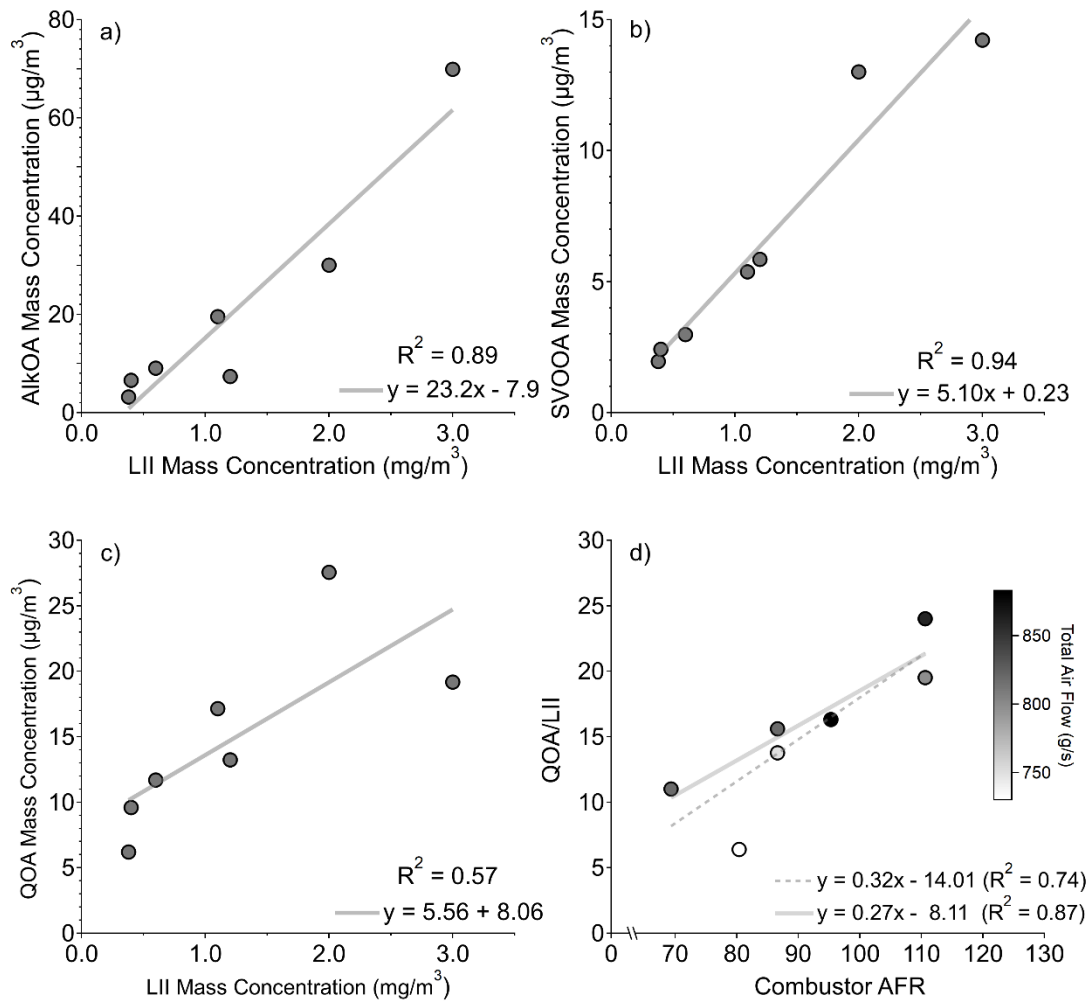 a)
80
60
40
20
0
AlkOA Mass Concentration (µg/m³)
R² = 0.89
y = 23.2x - 7.9
0.0 1.0 2.0 3.0
LII Mass Concentration (mg/m³)
b)
15
10
5
0
SVOOA Mass Concentration (µg/m³)
R² = 0.94
y = 5.10x + 0.23
0.0 1.0 2.0 3.0
LII Mass Concentration (mg/m³)
c)
30
25
20
15
10
5
0
QOA Mass Concentration (µg/m³)
R² = 0.57
y = 5.56 + 8.06
0.0 1.0 2.0 3.0
LII Mass Concentration (mg/m³)
d)
30
25
20
15
10
5
0
QOA/LII
850
800
750
Total Air Flow (g/s)
y = 0.32x - 14.01 (R² = 0.74)
y = 0.27x - 8.11 (R² = 0.87)
0 70 80 90 100 110 120 130
Combustor AFR